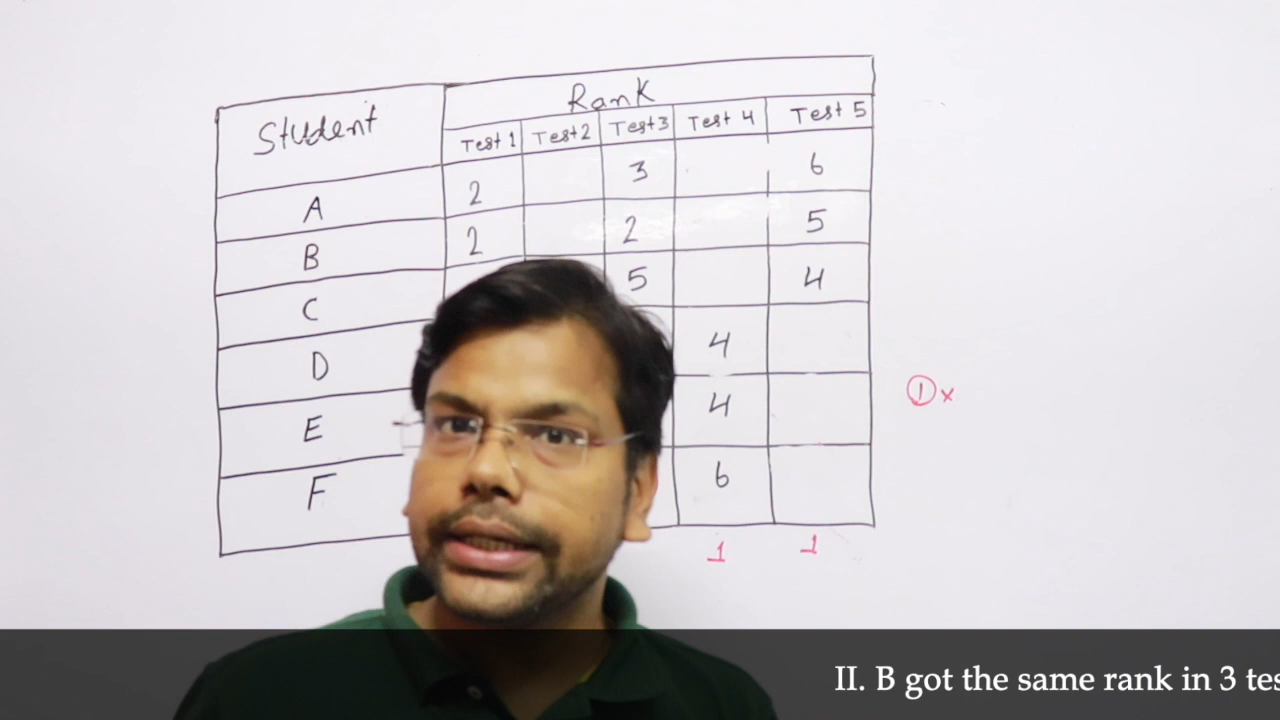 Student Rank
Test 1 Test 2 Test 3 Test 4 Test 5
A 2 3 6
B 2 2 5
C 5 4
D 4
E 4
F 6
1 1
① ×
II. B got the same rank in 3